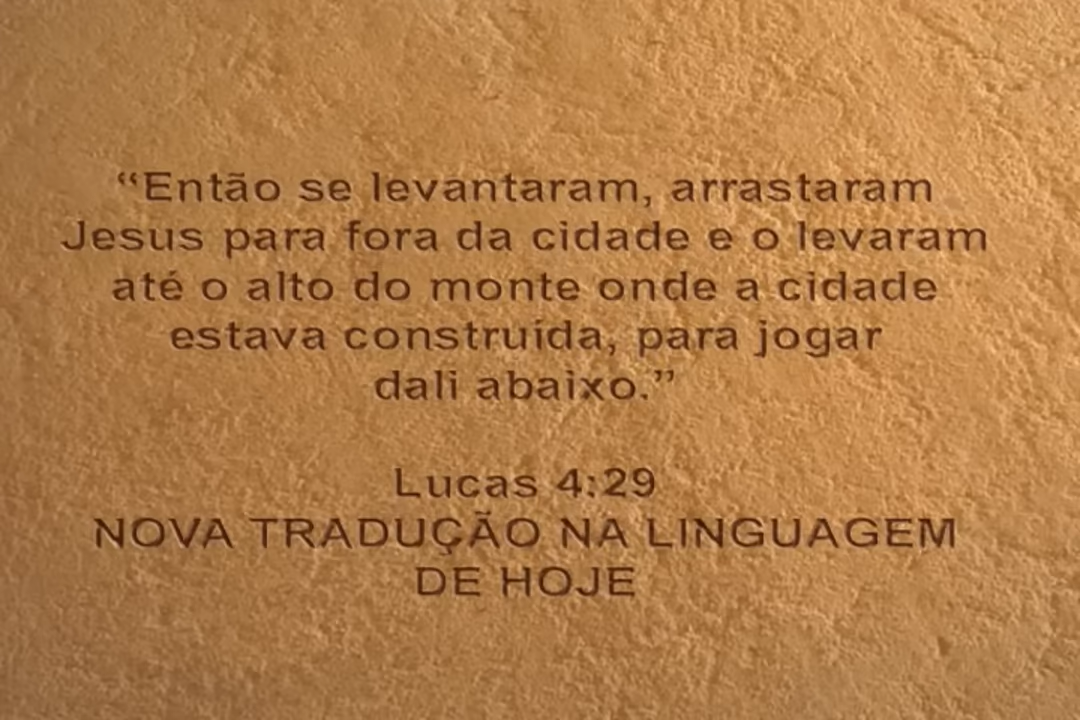 “Então se levantaram, arrastaram
Jesus para fora da cidade e o levaram
até o alto do monte onde a cidade
estava construída, para jogar
dali abaixo.”
Lucas 4:29
NOVA TRADUÇÃO NA LINGUAGEM
DE HOJE